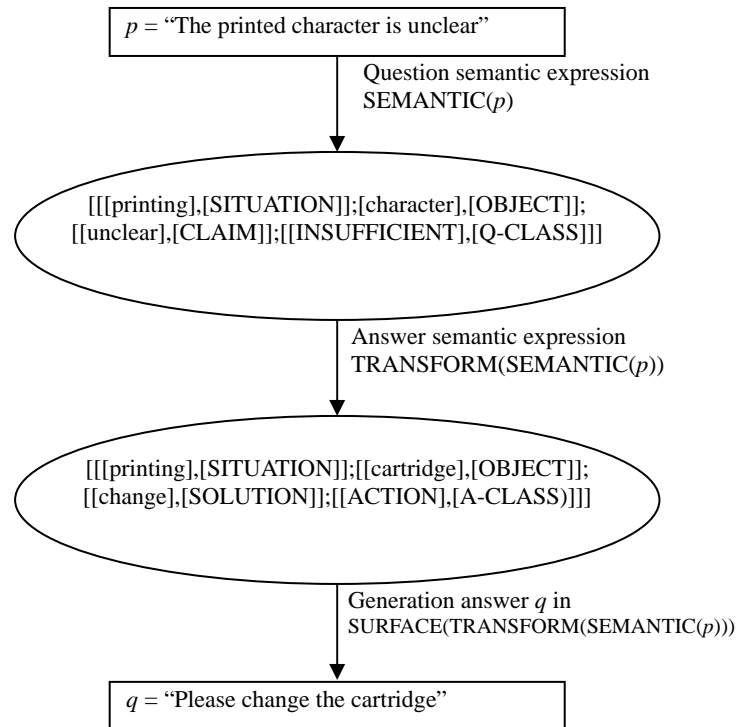 p = “The printed character is unclear”
Question semantic expression
SEMANTIC(p)
[[[printing],[SITUATION]];[character],[OBJECT]];
[[unclear],[CLAIM]];[[INSUFFICIENT],[Q-CLASS]]]
Answer semantic expression
TRANSFORM(SEMANTIC(p))
[[[printing],[SITUATION]];[[cartridge],[OBJECT]];
[[change],[SOLUTION]];[[ACTION],[A-CLASS)]]]
Generation answer q in
SURFACE(TRANSFORM(SEMANTIC(p)))
q = “Please change the cartridge”